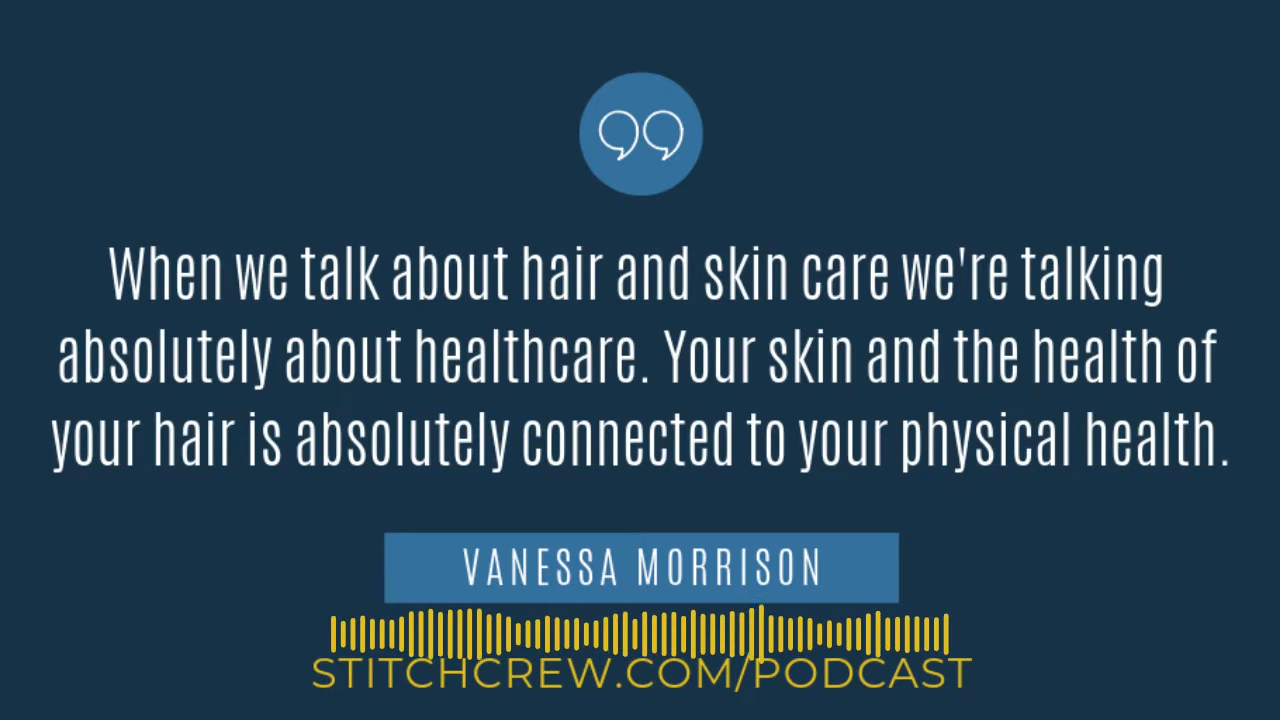 When we talk about hair and skin care we're talking
absolutely about healthcare. Your skin and the health of
your hair is absolutely connected to your physical health.
VANESSA MORRISON
STITCHCREW.COM/PODCAST